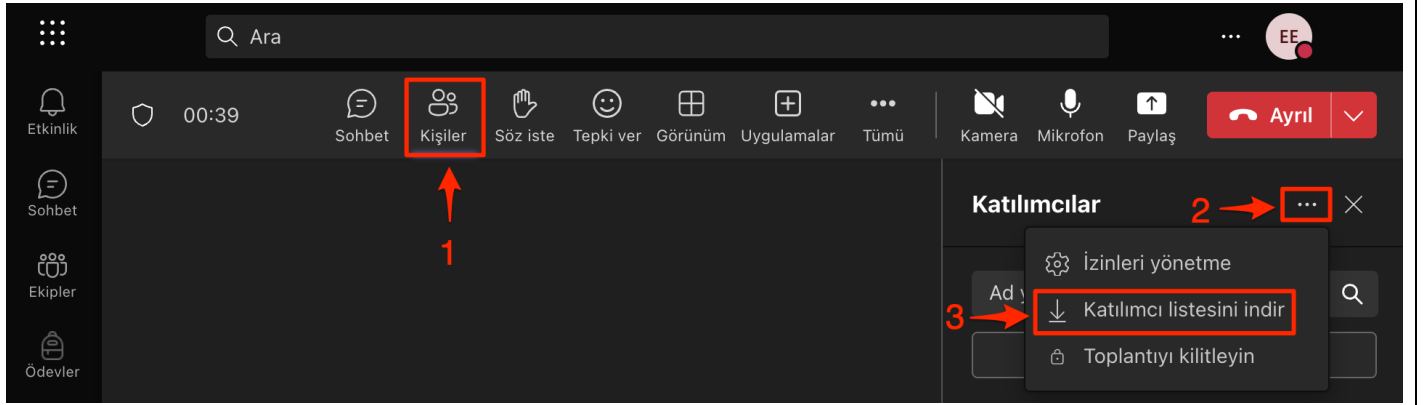 Ara
EE
Etkinlik
00:39
Sohbet
Kişiler
Söz iste
Tepki ver
Görünüm
Uygulamalar
Tümü
Kamera
Mikrofon
Paylaş
Ayrıl
Sohbet
Ekipler
Ödevler
1
Katılımcılar
2
İzinleri yönetme
Ad
3
Katılımcı listesini indir
Toplantıyı kilitleyin